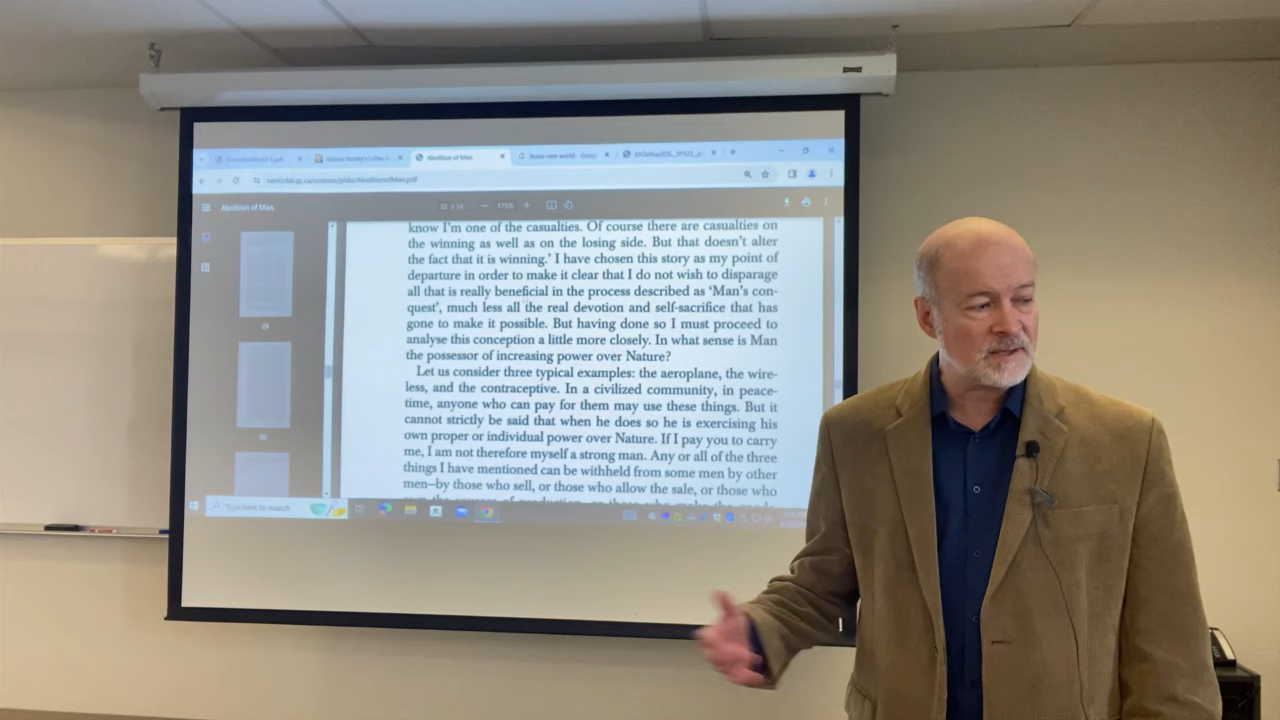 Abolition of Man.
Abolition of Man.
175%
know I'm one of the casualties. Of course there are casualties on
the winning as well as on the losing side. But that doesn't alter
the fact that it is winning.' I have chosen this story as my point of
departure in order to make it clear that I do not wish to disparage
all that is really beneficial in the process described as 'Man's con-
quest', much less all the real devotion and self-sacrifice that has
gone to make it possible. But having done so I must proceed to
analyse this conception a little more closely. In what sense is Man
the possessor of increasing power over Nature?
Let us consider three typical examples: the aeroplane, the wire-
less, and the contraceptive. In a civilized community, in peace-
time, anyone who can pay for them may use these things. But it
cannot strictly be said that when he does so he is exercising his
own proper or individual power over Nature. If I pay you to carry
me, I am not therefore myself a strong man. Any or all of the three
things I have mentioned can be withheld from some men by other
men—by those who sell, or those who allow the sale, or those who
Type here to search